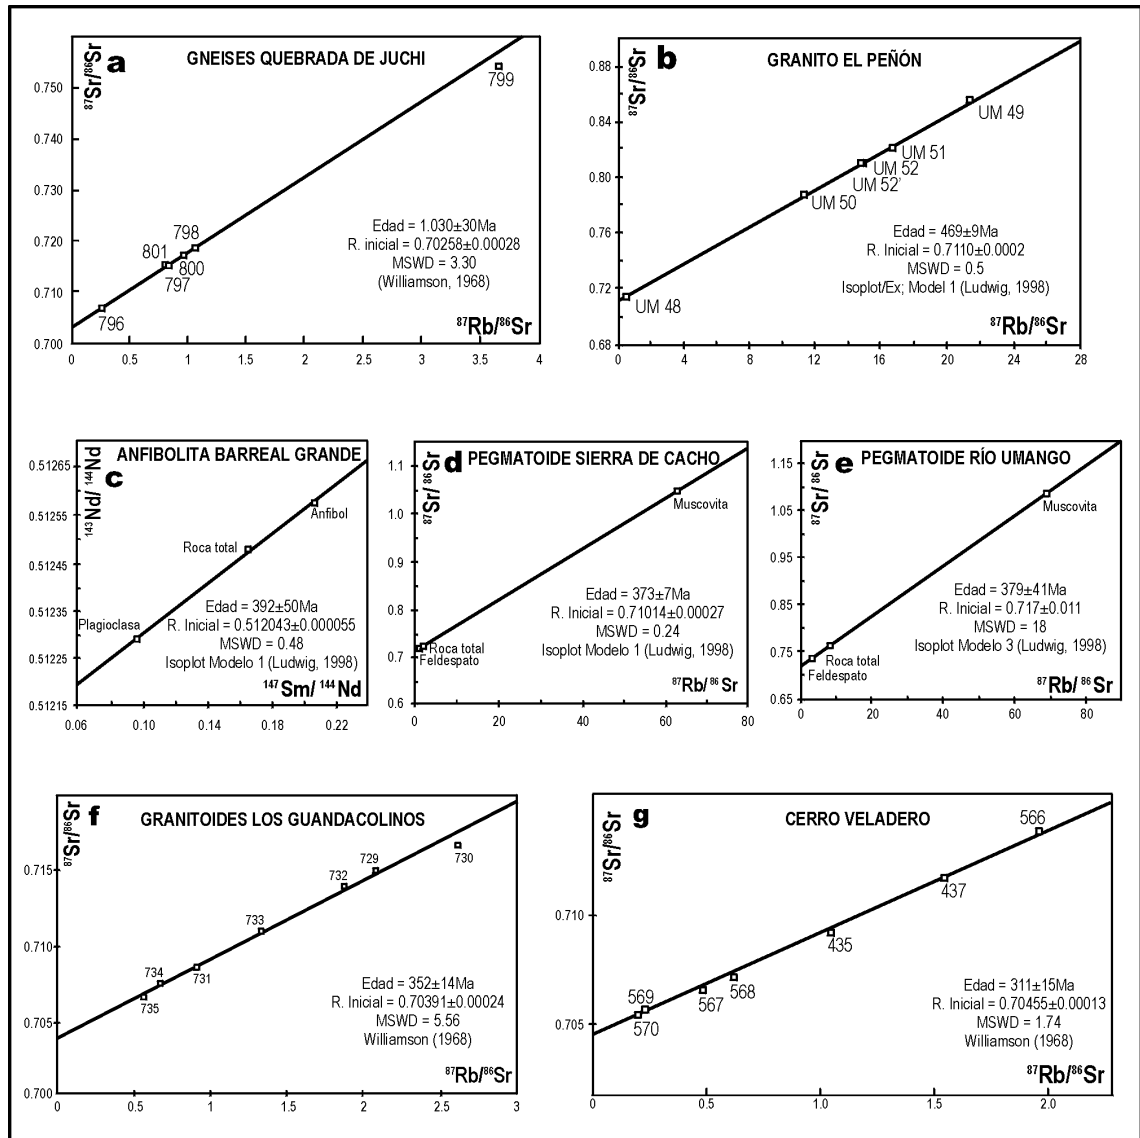 a
GNEISES QUEBRADA DE JUCHI
87Sr/86Sr
0.750
0.740
0.730
0.720
0.710
0.700
799
798
801
800
797
796
Edad = 1.030±30Ma
R. inicial = 0.70258±0.00028
MSWD = 3.30
(Williamson, 1968)
87Rb/86Sr
0 0.5 1 1.5 2 2.5 3 3.5 4
b
GRANITO EL PEÑÓN
87Sr/86Sr
0.88
0.84
0.80
0.76
0.72
0.68
UM 49
UM 51
UM 52
UM 52'
UM 50
UM 48
Edad = 469±9Ma
R. Inicial = 0.7110±0.0002
MSWD = 0.5
Isoplot/Ex; Model 1 (Ludwig, 1998)
87Rb/86Sr
0 4 8 12 16 20 24 28
c
ANFIBOLITA BARREAL GRANDE
143Nd/ 144Nd
0.51265
0.51255
0.51245
0.51235
0.51225
0.51215
Anfibol
Roca total
Plagioclasa
Edad = 392±50Ma
R. Inicial = 0.512043±0.000055
MSWD = 0.48
Isoplot Modelo 1 (Ludwig, 1998)
147Sm/ 144Nd
0.06 0.10 0.14 0.18 0.22
d
PEGMATOIDE SIERRA DE CACHO
87Sr/ 86Sr
1.1
1.0
0.9
0.8
0.7
0.6
Muscovita
Roca total
Feldespato
Edad = 373±7Ma
R. Inicial = 0.71014±0.00027
MSWD = 0.24
Isoplot Modelo 1 (Ludwig, 1998)
87Rb/ 86 Sr
0 20 40 60 80
e
PEGMATOIDE RÍO UMANGO
87Sr/ 86Sr
1.15
1.05
0.95
0.85
0.75
0.65
Muscovita
Roca total
Feldespato
Edad = 379±41Ma
R. Inicial = 0.717±0.011
MSWD = 18
Isoplot Modelo 3 (Ludwig, 1998)
87Rb/ 86 Sr
0 20 40 60 80
f
GRANITOIDES LOS GUANDACOLINOS
87Sr/86Sr
0.715
0.710
0.705
0.700
730
729
732
733
731
734
735
Edad = 352±14Ma
R. Inicial = 0.70391±0.00024
MSWD = 5.56
Williamson (1968)
87Rb/86Sr
0 0.5 1 1.5 2 2.5 3
g
CERRO VELADERO
87Sr/86Sr
0.710
0.705
566
437
435
568
567
569
570
Edad = 311±15Ma
R. Inicial = 0.70455±0.00013
MSWD = 1.74
Williamson (1968)
87Rb/86Sr
0 0.5 1.0 1.5 2.0